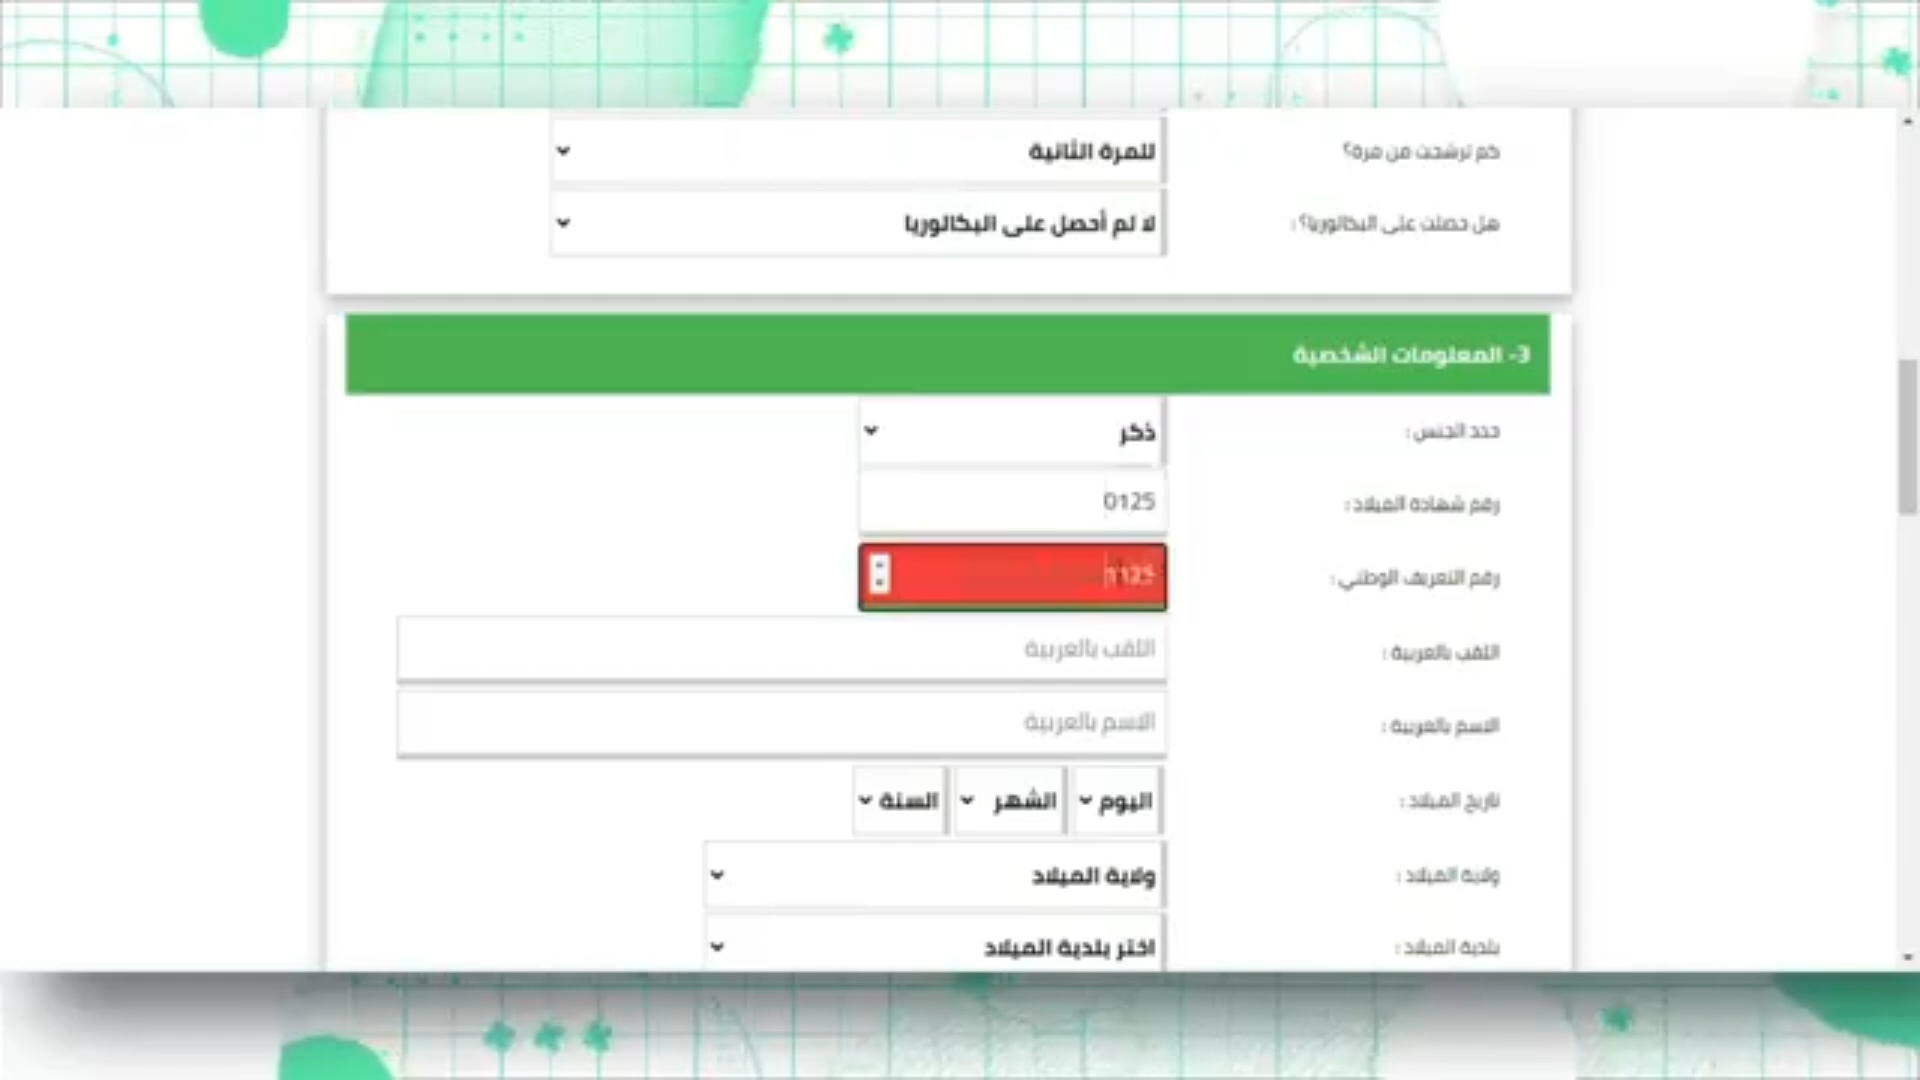 كم ترشحت من مرة؟ للمرة الثانية
هل حصلت على البكالوريا؟ : لا لم أحصل على البكالوريا
3- المعلومات الشخصية
حدد الجنس : ذكر
رقم شهادة الميلاد : 0125
رقم التعريف الوطني : 1125
اللقب بالعربية : اللقب بالعربية
الاسم بالعربية : الاسم بالعربية
تاريخ الميلاد : اليوم الشهر السنة
ولاية الميلاد : ولاية الميلاد
بلدية الميلاد : اختر بلدية الميلاد